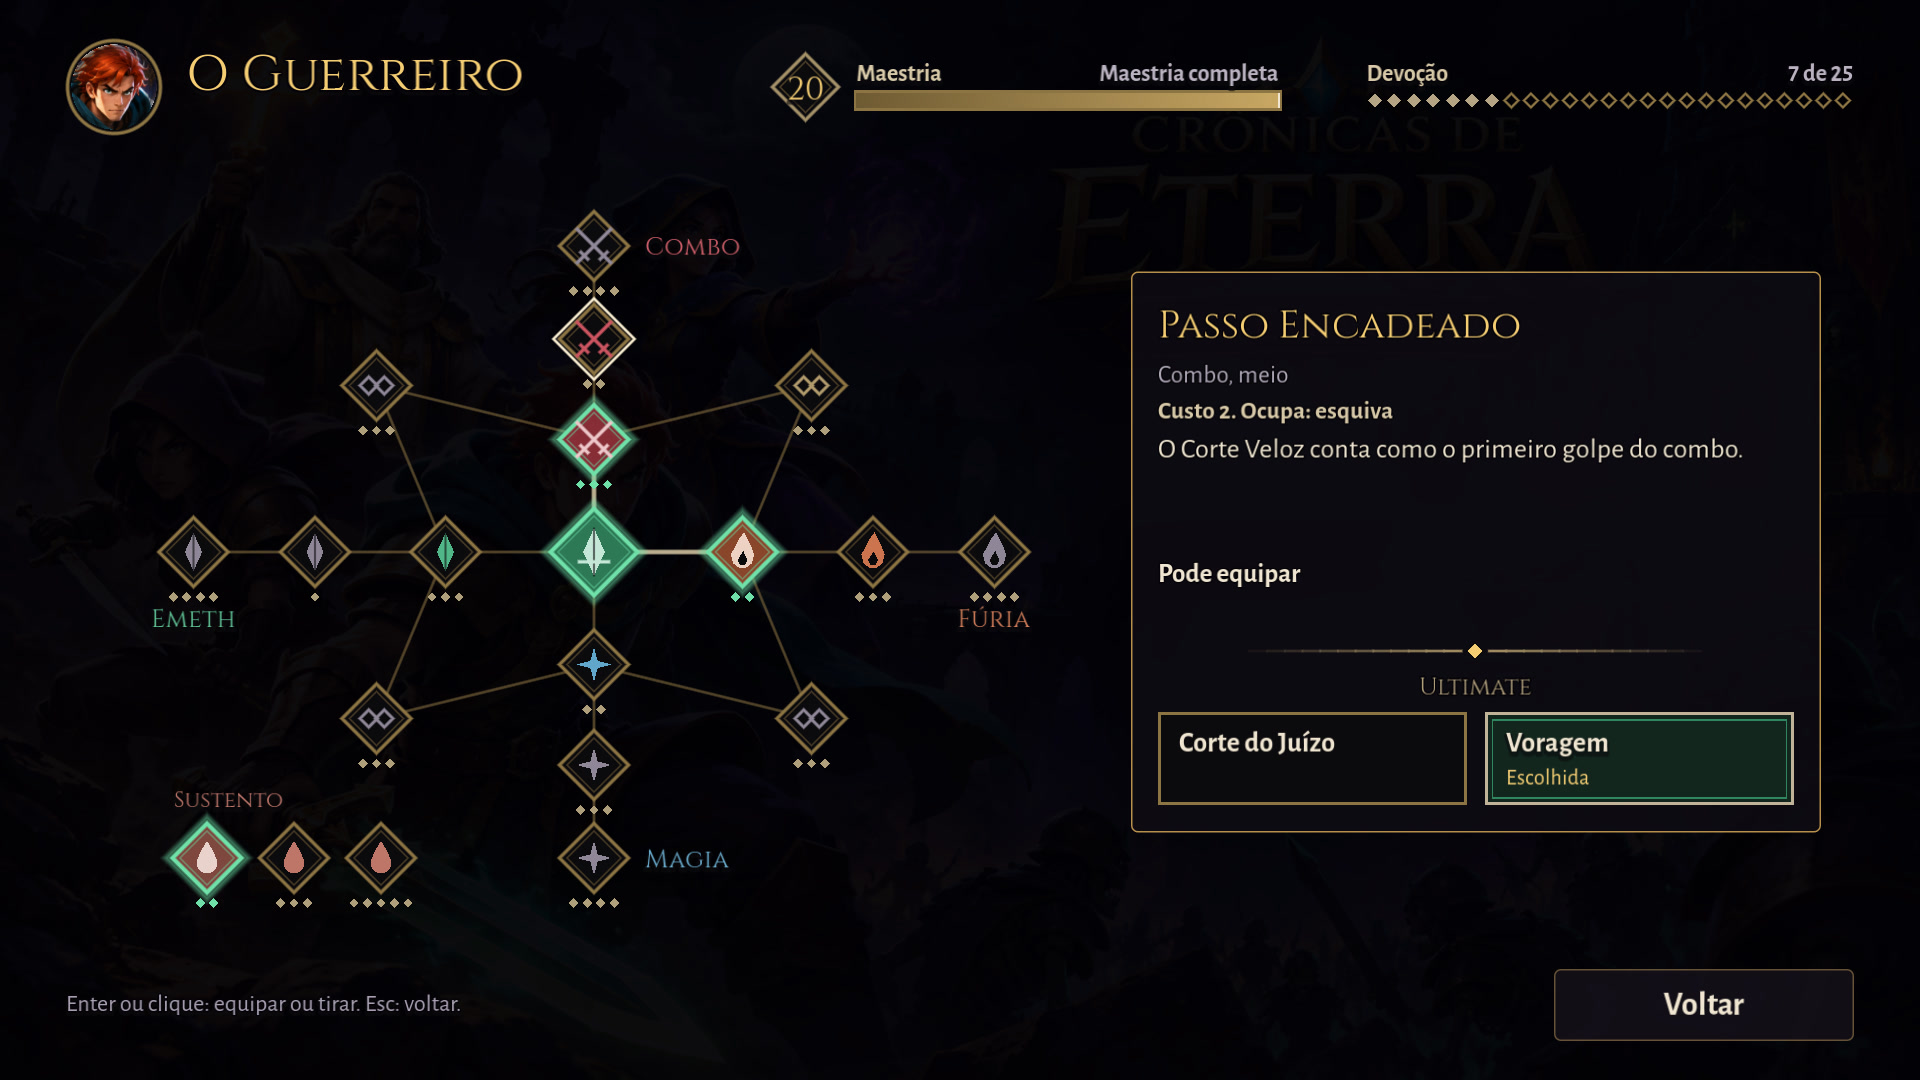 O Guerreiro
20
Maestria
Maestria completa
Devoção
7 de 25
CRÔNICAS DE
ETERRA
Combo
Passo Encadeado
Combo, meio
Custo 2. Ocupa: esquiva
O Corte Veloz conta como o primeiro golpe do combo.
Pode equipar
Emeth
Fúria
Ultimate
Corte do Juízo
Voragem
Escolhida
Sustento
Magia
Enter ou clique: equipar ou tirar. Esc: voltar.
Voltar